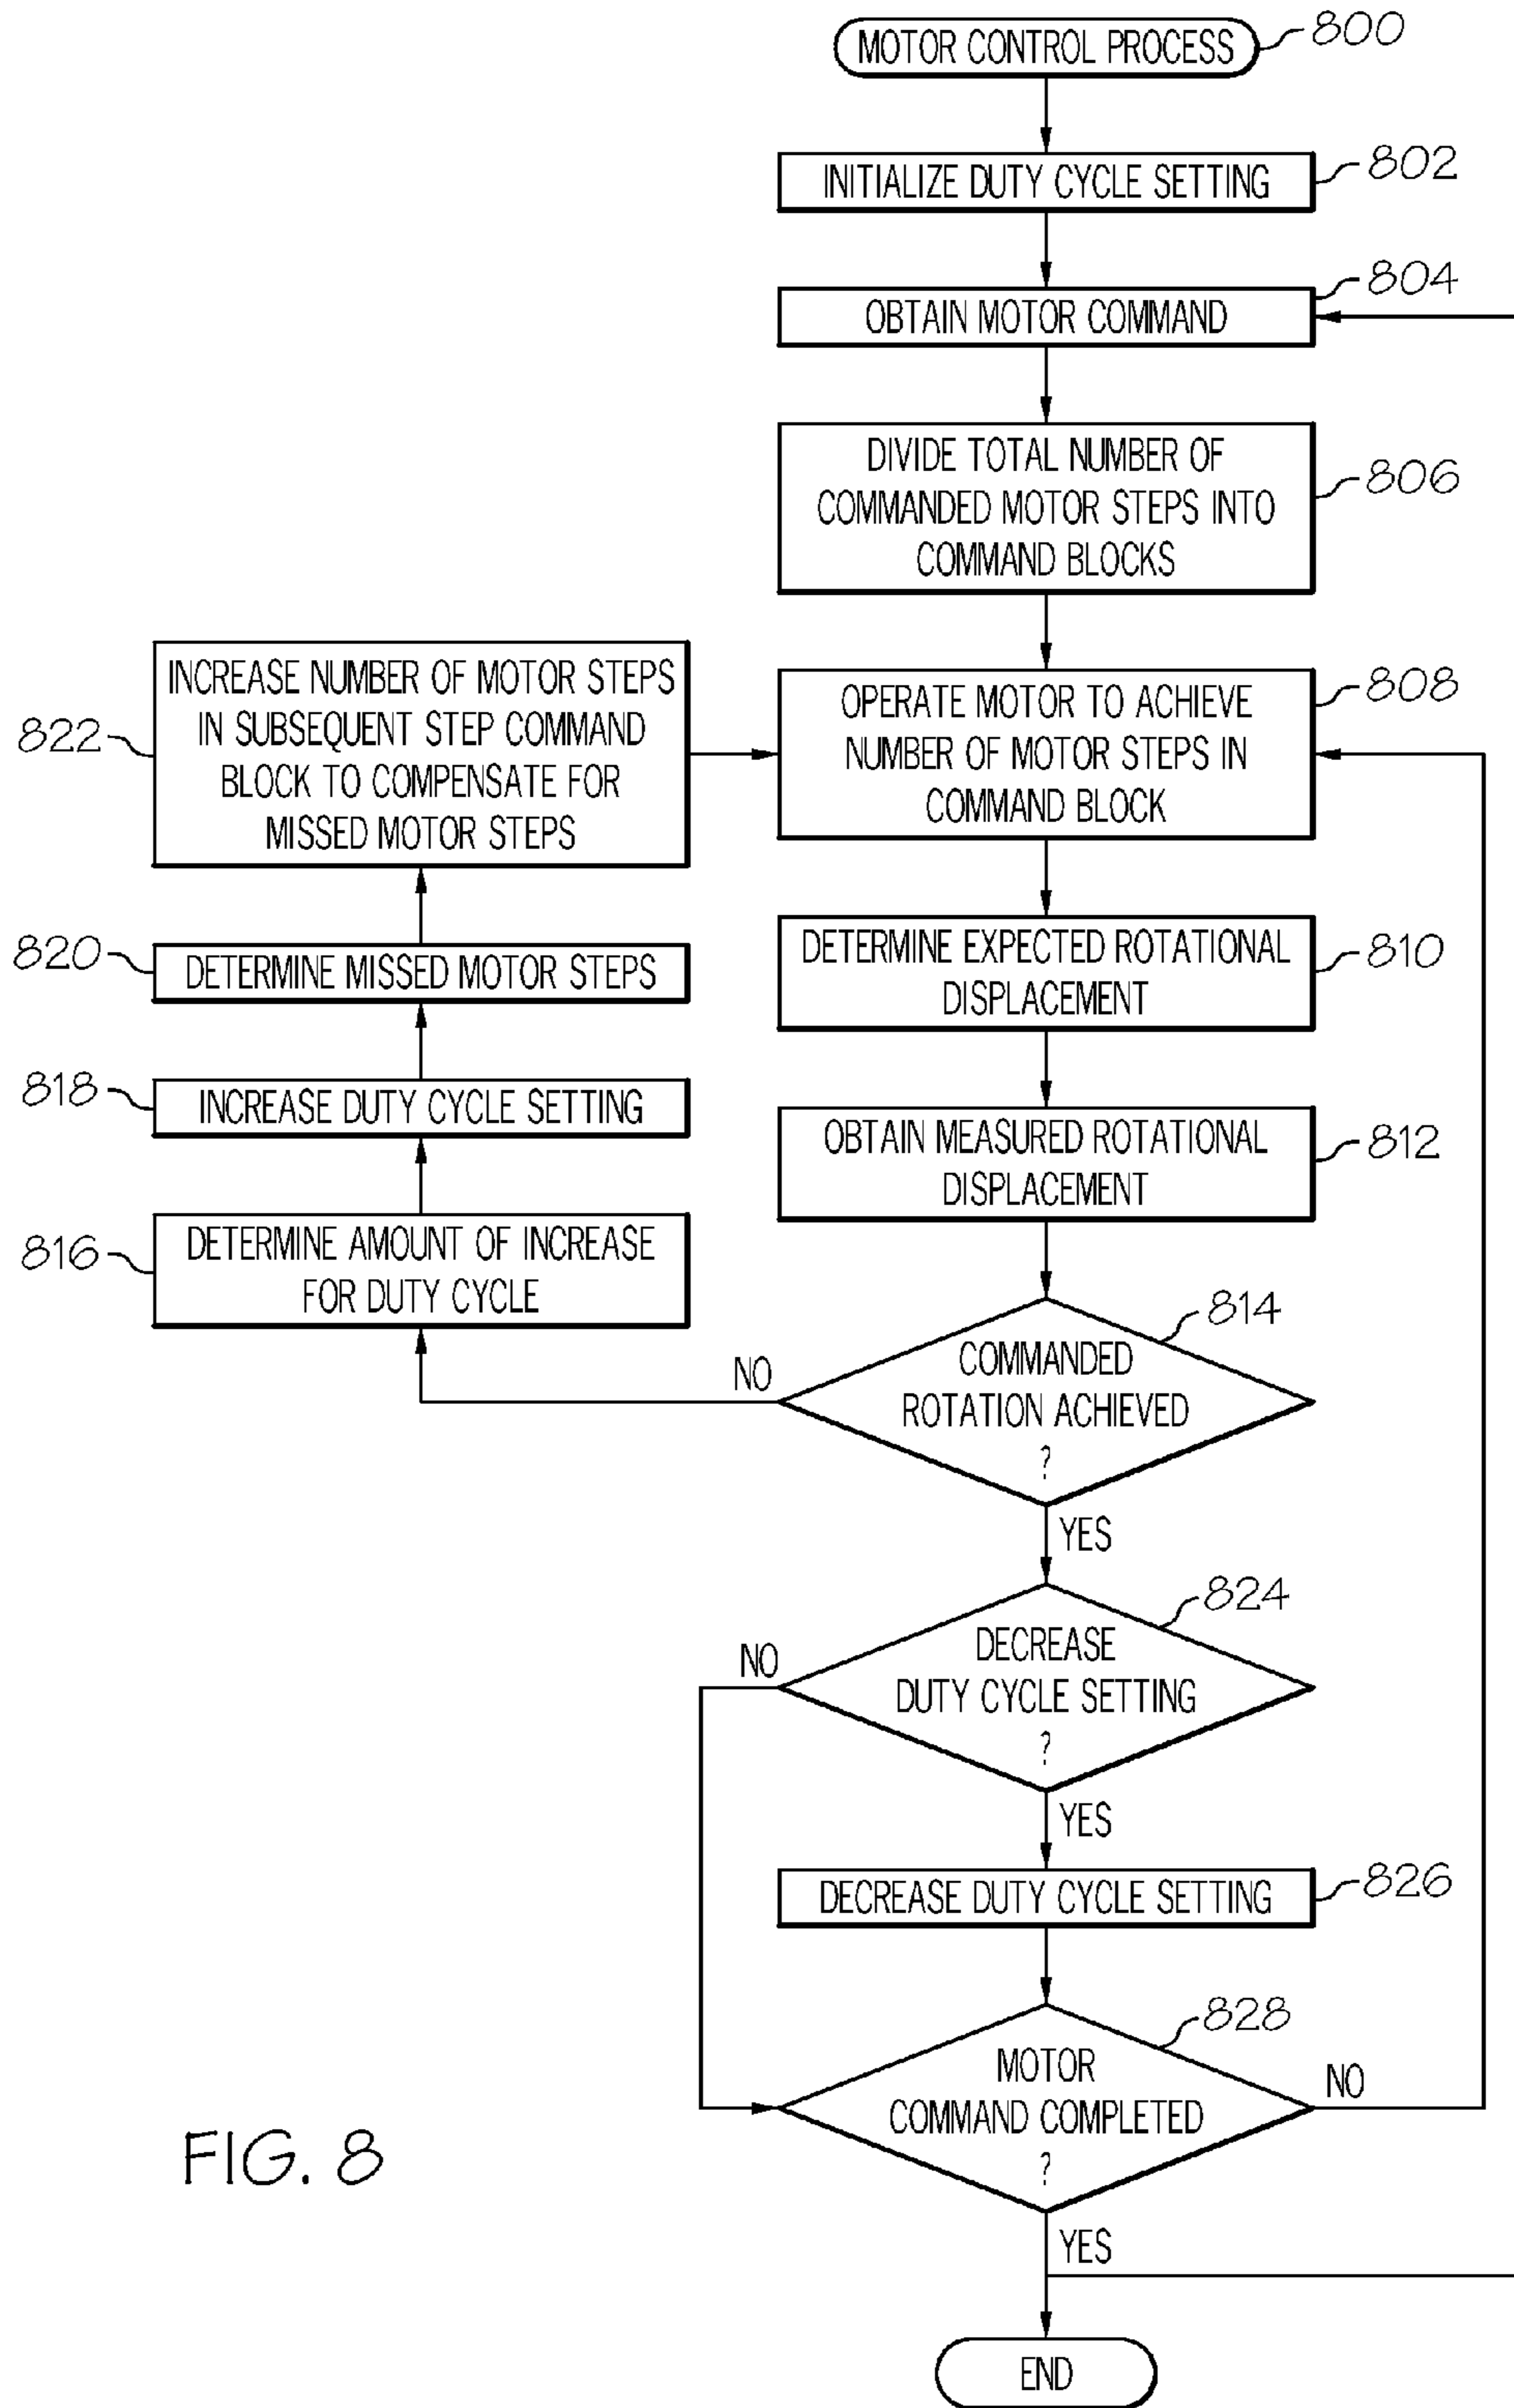 MOTOR CONTROL PROCESS
800
INITIALIZE DUTY CYCLE SETTING
802
OBTAIN MOTOR COMMAND
804
DIVIDE TOTAL NUMBER OF
COMMANDED MOTOR STEPS INTO
COMMAND BLOCKS
806
OPERATE MOTOR TO ACHIEVE
NUMBER OF MOTOR STEPS IN
COMMAND BLOCK
808
DETERMINE EXPECTED ROTATIONAL
DISPLACEMENT
810
OBTAIN MEASURED ROTATIONAL
DISPLACEMENT
812
COMMANDED
ROTATION ACHIEVED
?
814
NO
DETERMINE AMOUNT OF INCREASE
FOR DUTY CYCLE
816
INCREASE DUTY CYCLE SETTING
818
DETERMINE MISSED MOTOR STEPS
820
INCREASE NUMBER OF MOTOR STEPS
IN SUBSEQUENT STEP COMMAND
BLOCK TO COMPENSATE FOR
MISSED MOTOR STEPS
822
YES
DECREASE
DUTY CYCLE SETTING
?
824
NO
YES
DECREASE DUTY CYCLE SETTING
826
MOTOR
COMMAND COMPLETED
?
828
NO
YES
END
FIG. 8